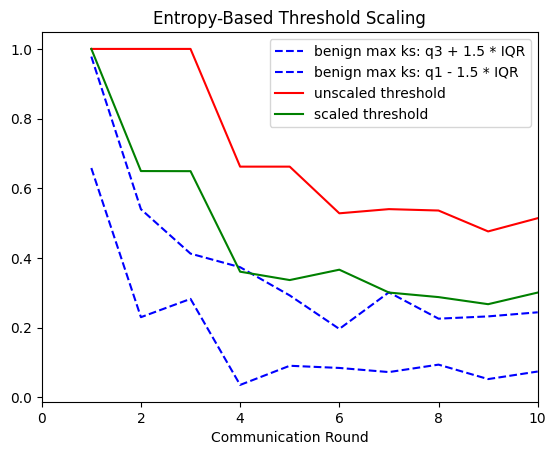 Entropy-Based Threshold Scaling
benign max ks: q3 + 1.5 * IQR
benign max ks: q1 - 1.5 * IQR
unscaled threshold
scaled threshold
1.0
0.8
0.6
0.4
0.2
0.0
0 2 4 6 8 10
Communication Round